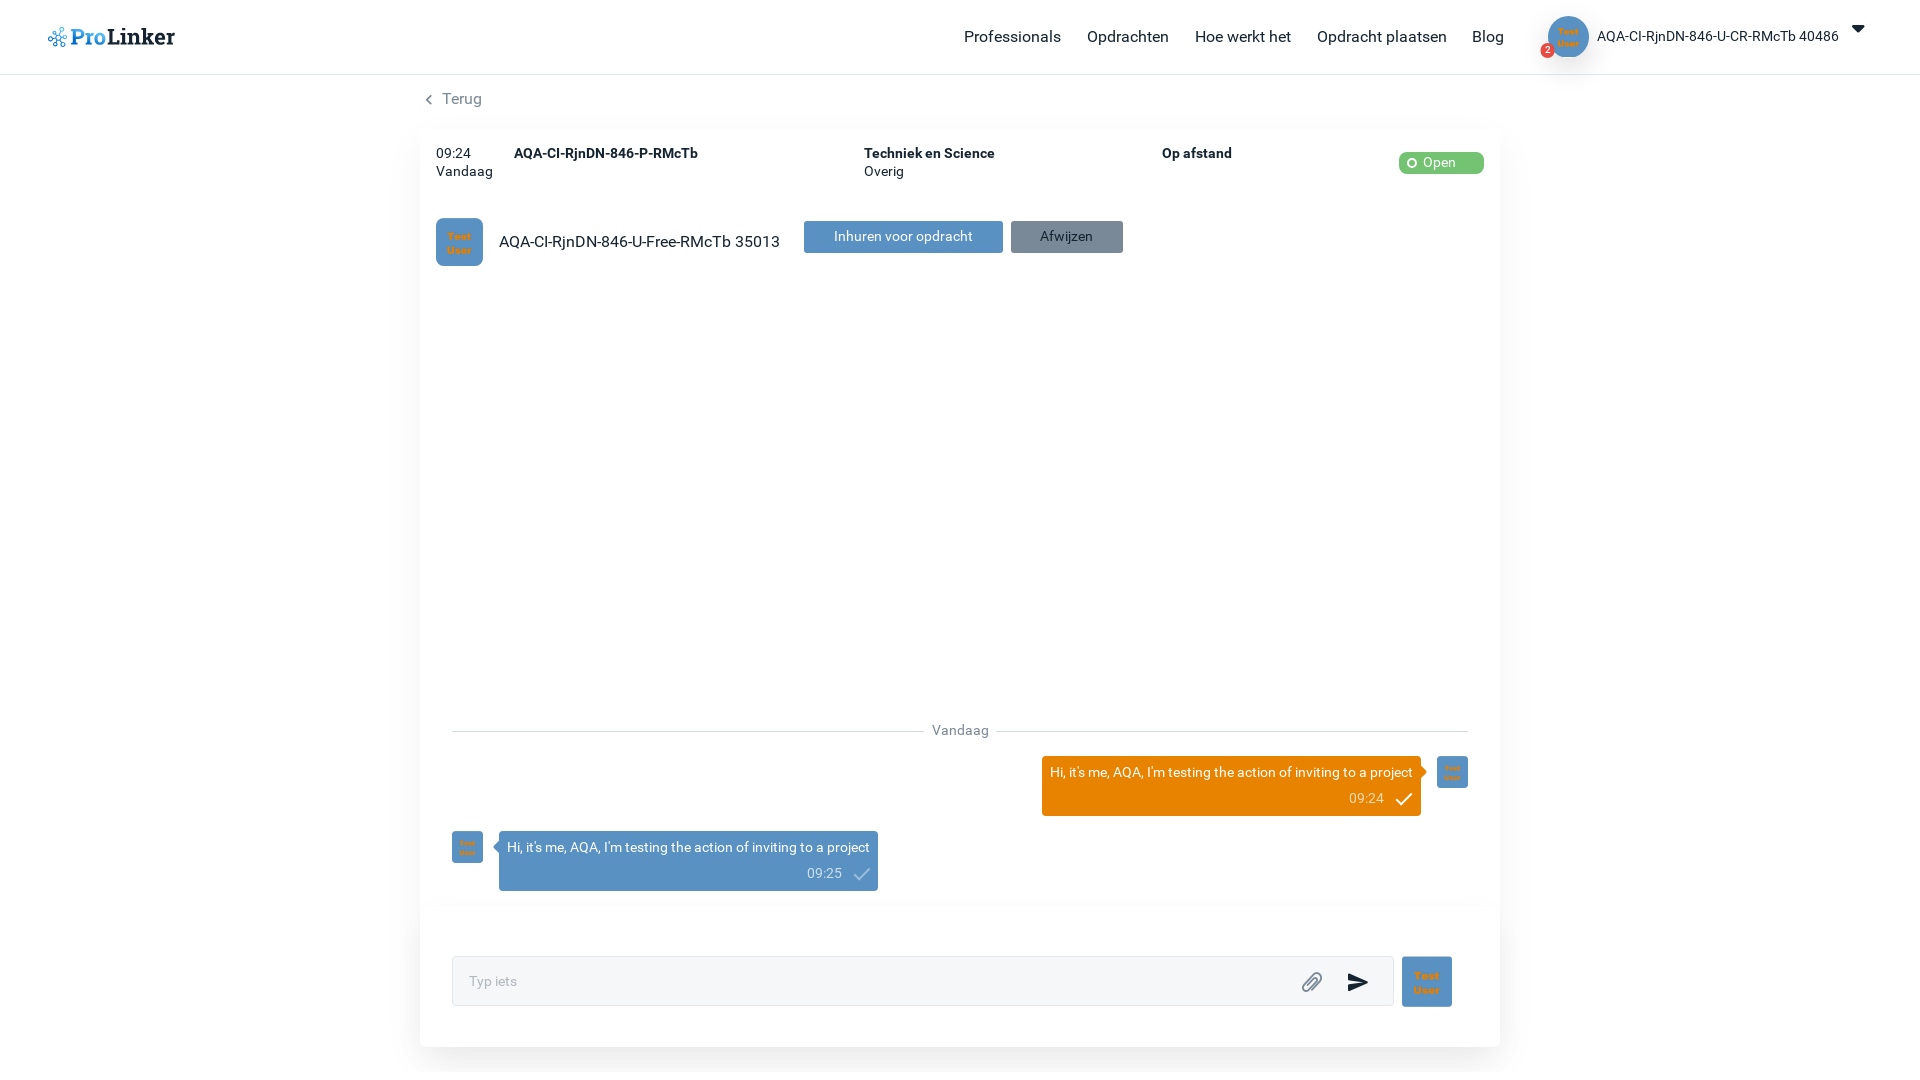 ProLinker
Professionals
Opdrachten
Hoe werkt het
Opdracht plaatsen
Blog
Test
User
2
AQA-CI-RjnDN-846-U-CR-RMcTb 40486
Terug
09:24
Vandaag
AQA-CI-RjnDN-846-P-RMcTb
Techniek en Science
Overig
Op afstand
Open
Test
User
AQA-CI-RjnDN-846-U-Free-RMcTb 35013
Inhuren voor opdracht
Afwijzen
Vandaag
Hi, it's me, AQA, I'm testing the action of inviting to a project
09:24
Test
User
Test
User
Hi, it's me, AQA, I'm testing the action of inviting to a project
09:25
Typ iets
Test
User